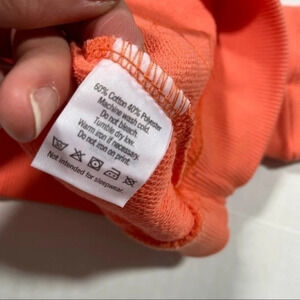 60% Cotton 40% Polyester
Machine wash cold.
Do not bleach.
Tumble dry low.
Warm iron if necessary.
Do not iron on print.
Not intended for sleepwear.